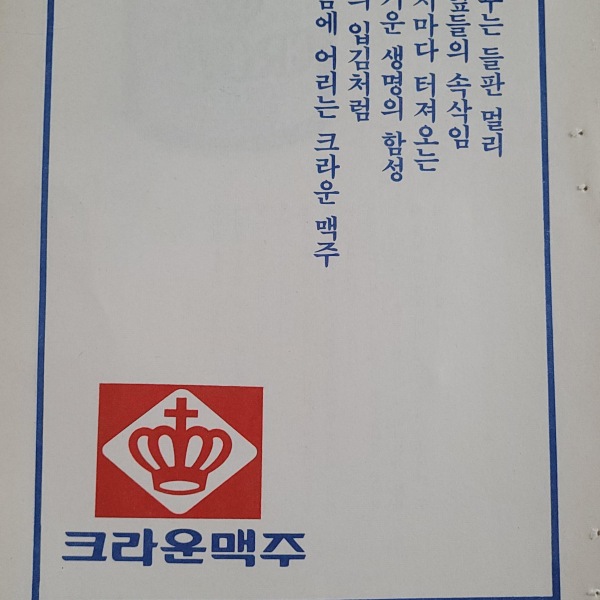 는 들판 멀리
들의 속삭임
마다 터져오는
운 생명의 함성
입김처럼
에 어리는 크라운 맥주
크라운맥주